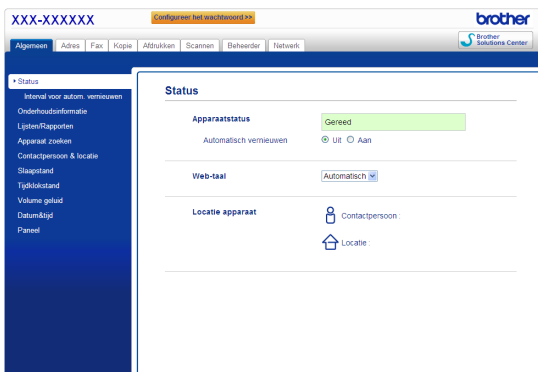 XXX-XXXXXX
Configureer het wachtwoord >>
brother
Algemeen Adres Fax Kopie Afdrukken Scannen Beheerder Netwerk
Brother
Solutions Center
Status
Interval voor autom. vernieuwen
Onderhoudsinformatie
Lijsten/Rapporten
Apparaat zoeken
Contactpersoon & locatie
Slaapstand
Tijdklokstand
Volume geluid
Datum&tijd
Paneel
Status
Apparaatstatus
Gereed
Automatisch vernieuwen
Uit Aan
Web-taal
Automatisch
Locatie apparaat
Contactpersoon :
Locatie :